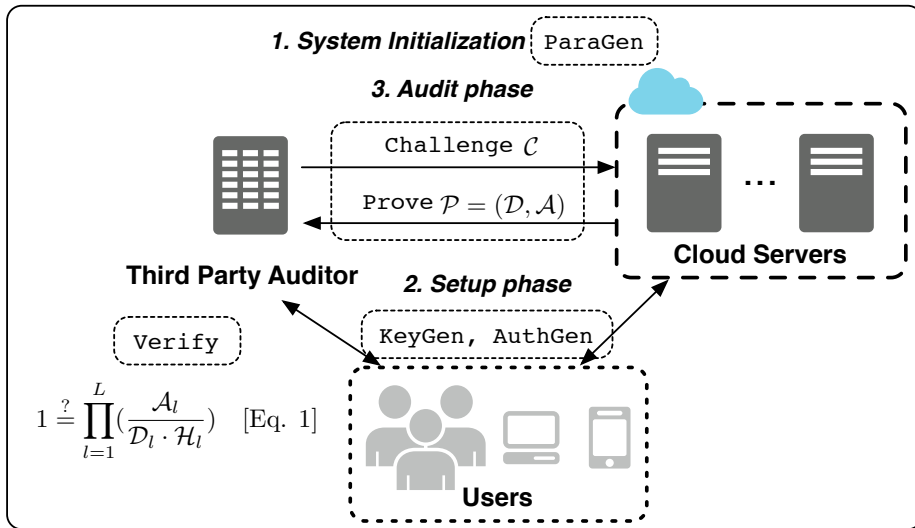 1. System Initialization ParaGen
3. Audit phase
Challenge 𝒞
Prove 𝒫 = (𝒟, 𝒜)
...
Cloud Servers
Third Party Auditor
2. Setup phase
KeyGen, AuthGen
Verify
1 ≟ ∏_{l=1}^{L} (𝒜_l / (𝒟_l · ℋ_l)) [Eq. 1]
Users